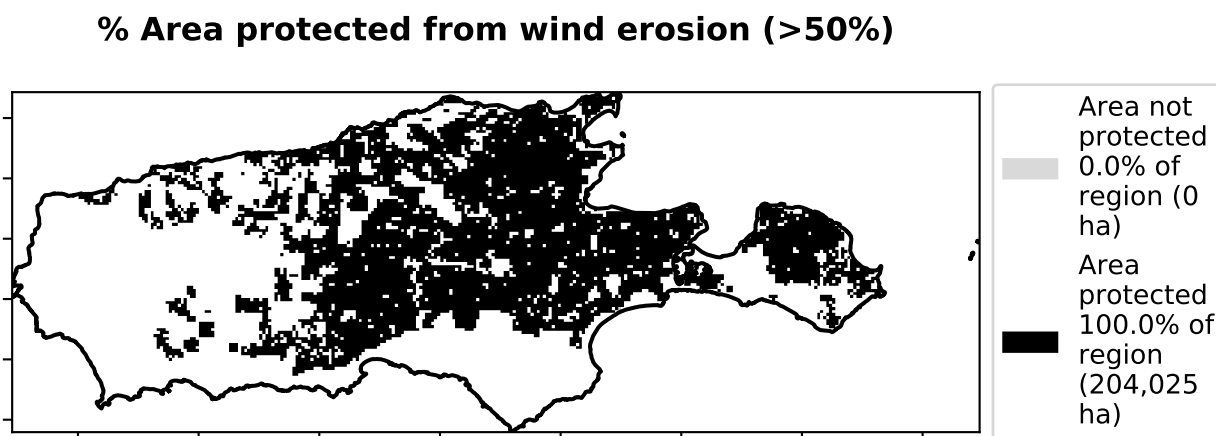 % Area protected from wind erosion (>50%)
Area not
protected
0.0% of
region (0
ha)
Area
protected
100.0% of
region
(204,025
ha)